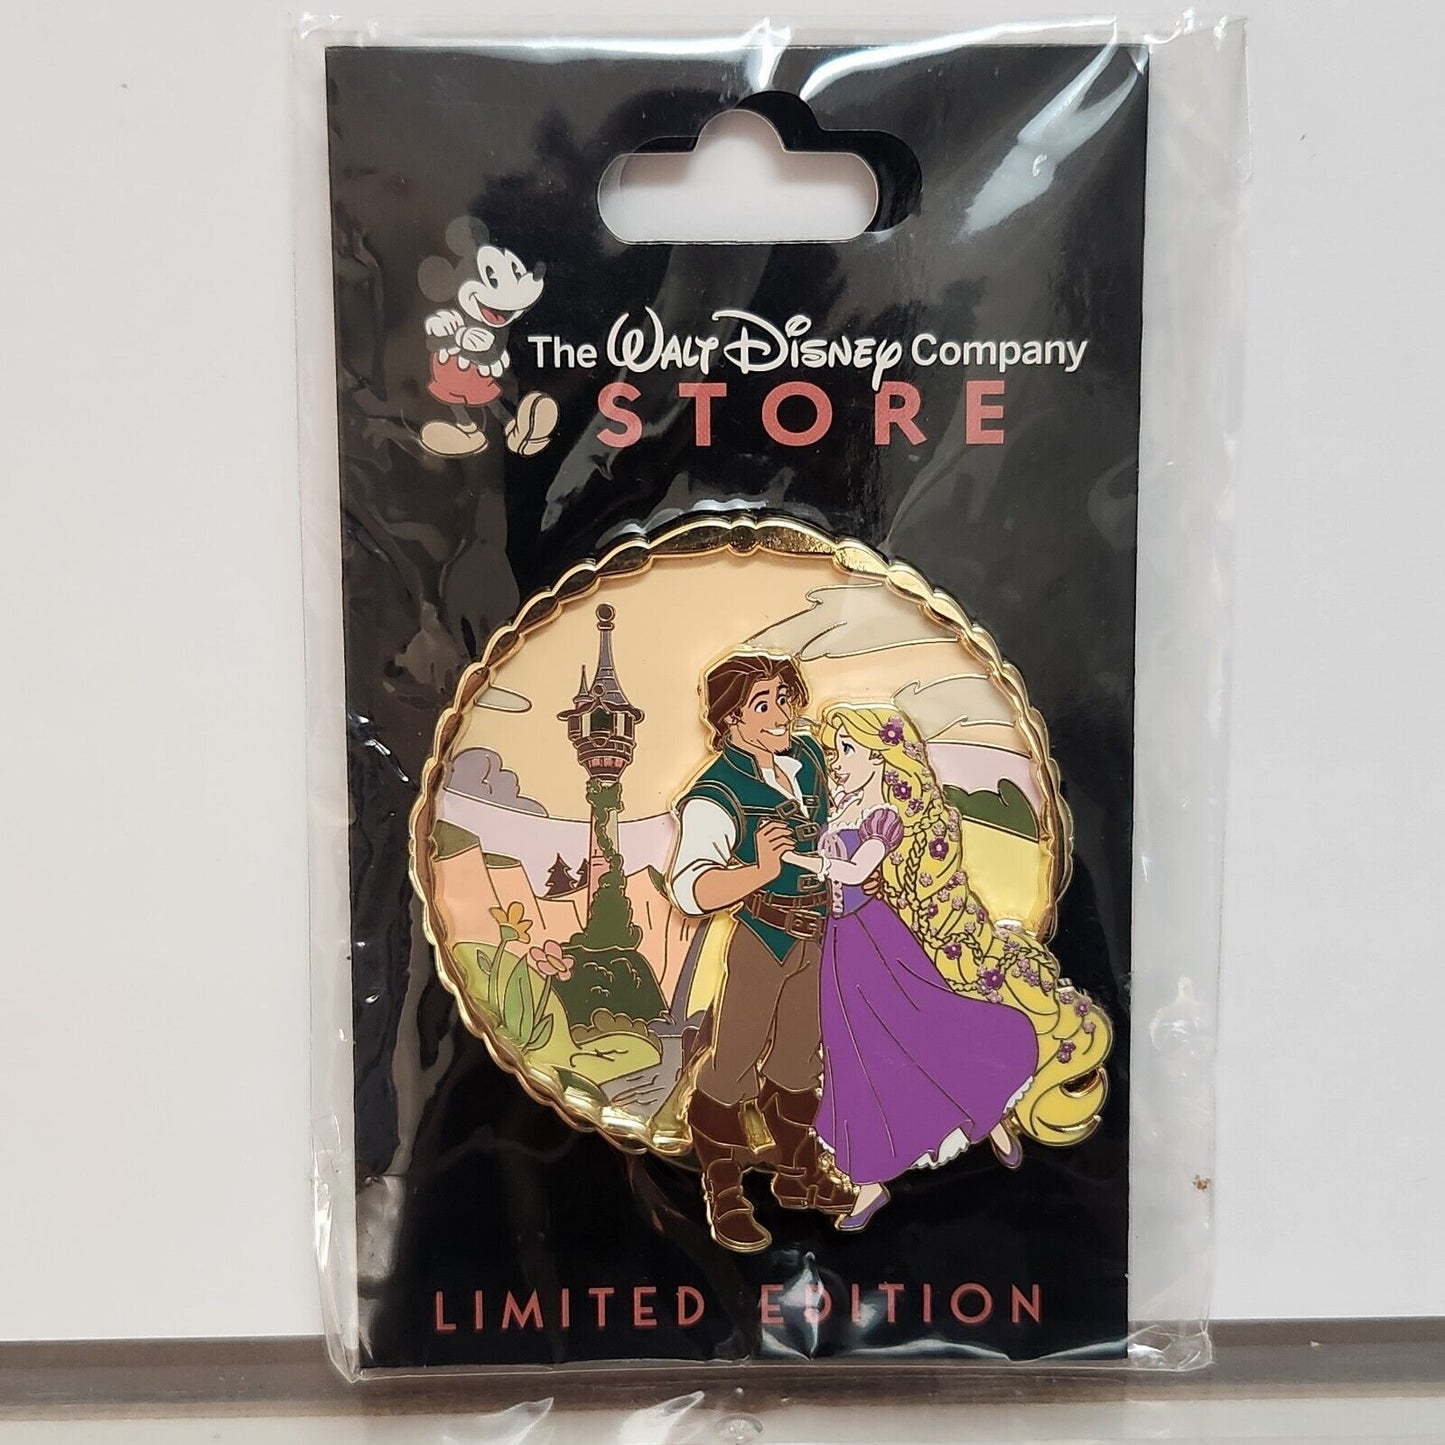 The Walt Disney Company
STORE
LIMITED EDITION